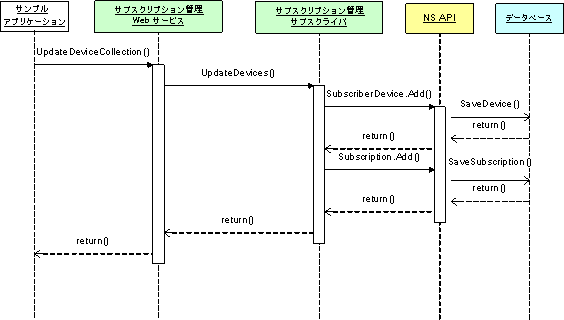 サンプル
アプリケーション
サブスクリプション管理
Web サービス
サブスクリプション管理
サブスクライバ
NS API
データベース
UpdateDeviceCollection()
UpdateDevices()
SubscriberDevice.Add()
SaveDevice()
return()
return()
Subscription.Add()
SaveSubscription()
return()
return()
return()
return()